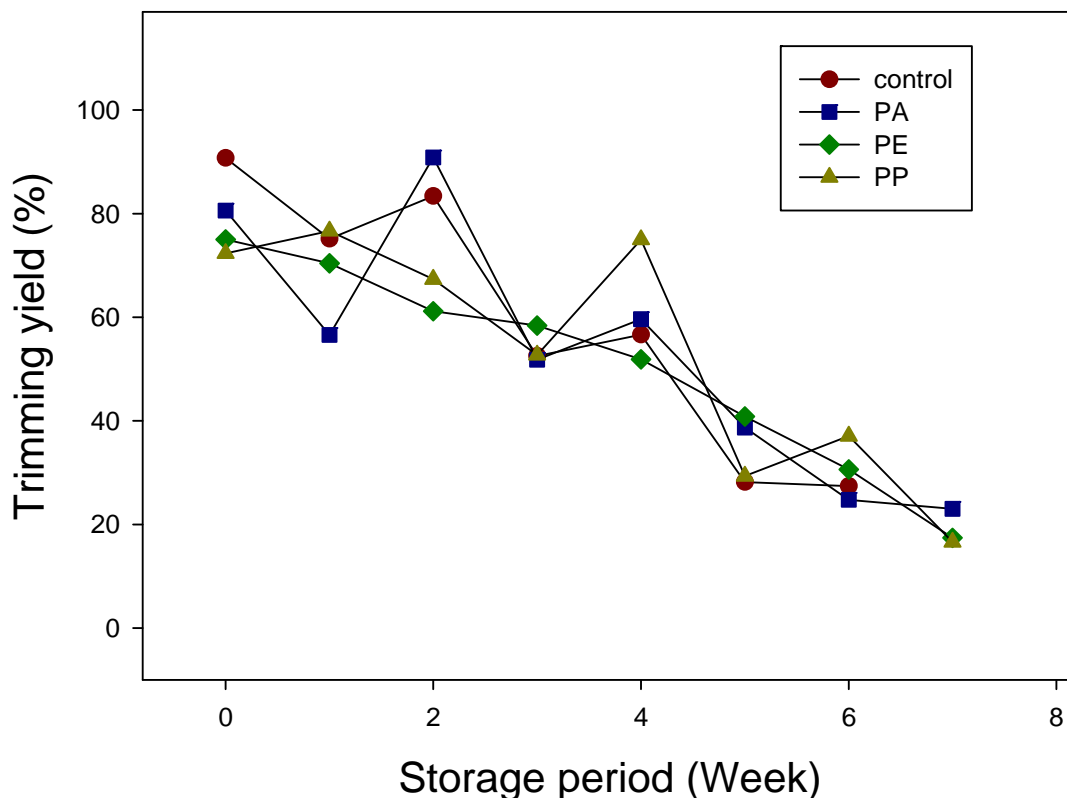 control
PA
PE
PP
100
80
60
40
20
0
Trimming yield (%)
0 2 4 6 8
Storage period (Week)